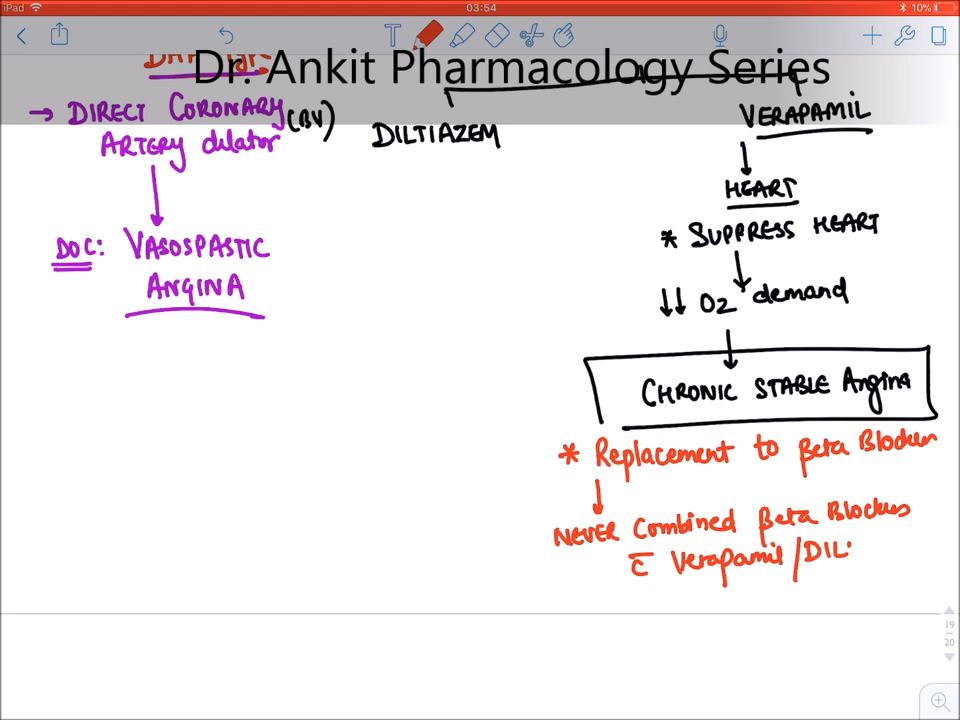 iPad
03:54
10%
Dr. Ankit Pharmacology Series
→ DIRECT CORONARY (BV)
ARTERY dilator
DOC: VASOSPASTIC
ANGINA
DILTIAZEM
VERAPAMIL
HEART
* SUPPRESS HEART
↓↓ O2 demand
CHRONIC STABLE Angina
* Replacement to Beta Blocker
NEVER Combined Beta Blockers
c̄ Verapamil/DIL
19
20